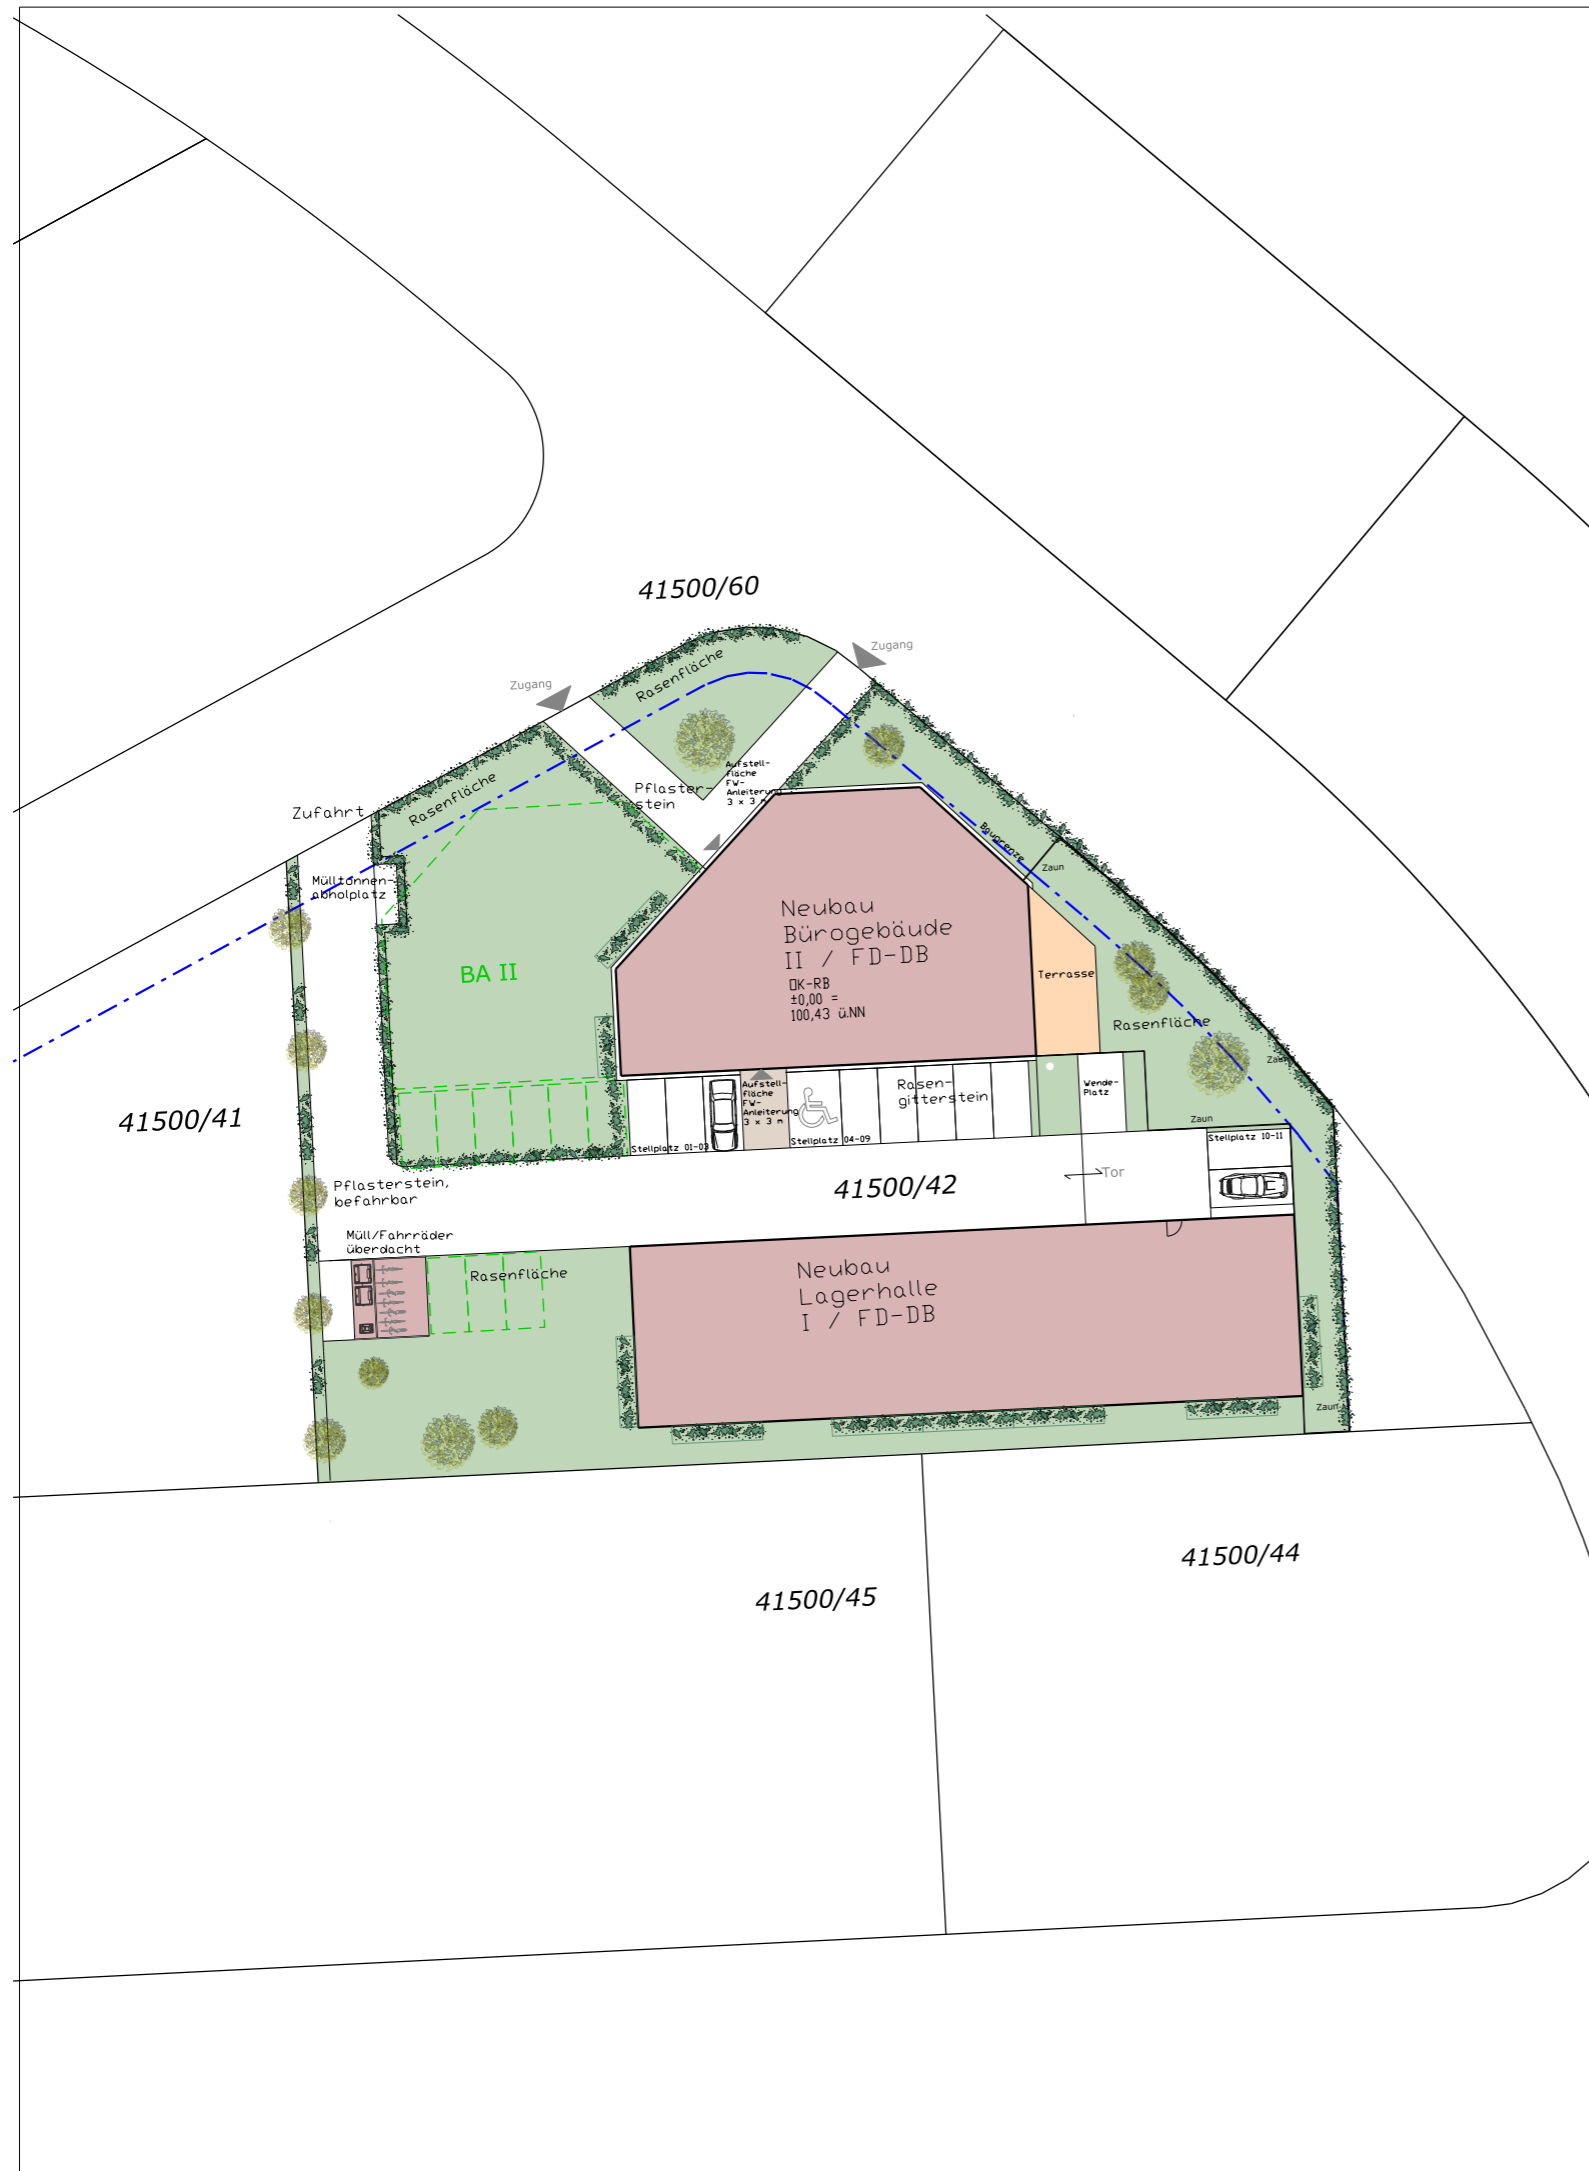 41500/60
Zugang
Rasenfläche
Zugang
Aufstell-
fläche
FW-
Anleiterung
3 x 3 m
Pflaster-
stein
Zufahrt
Rasenfläche
Baugrenze
Zaun
Mülltonnen-
abholplatz
Neubau
Bürogebäude
II / FD-DB
OK-RB
±0,00 =
100,43 ü.NN
BA II
Terrasse
Rasenfläche
Zaun
Aufstell-
fläche
FW-
Anleiterung
3 x 3 m
Rasen-
gitterstein
Wende-
Platz
Zaun
41500/41
Stellplatz 01-03
Stellplatz 04-09
Stellplatz 10-11
Pflasterstein,
befahrbar
41500/42
Tor
Müll/Fahrräder
überdacht
Rasenfläche
Neubau
Lagerhalle
I / FD-DB
Zaun
41500/44
41500/45